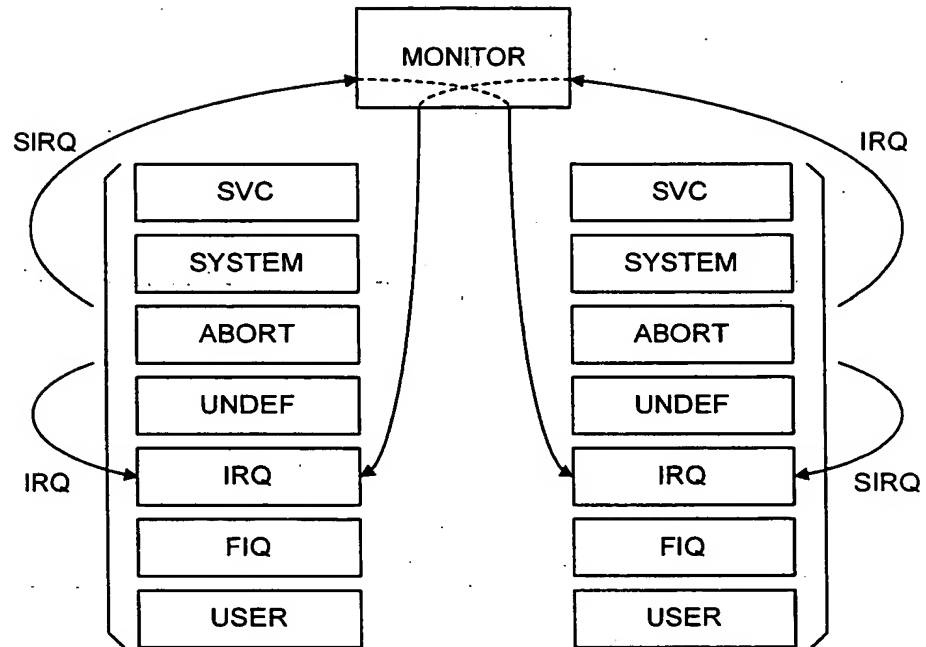 MONITOR
SIRQ
IRQ
SVC
SVC
SYSTEM
SYSTEM
ABORT
ABORT
UNDEF
UNDEF
IRQ
IRQ
IRQ
SIRQ
FIQ
FIQ
USER
USER